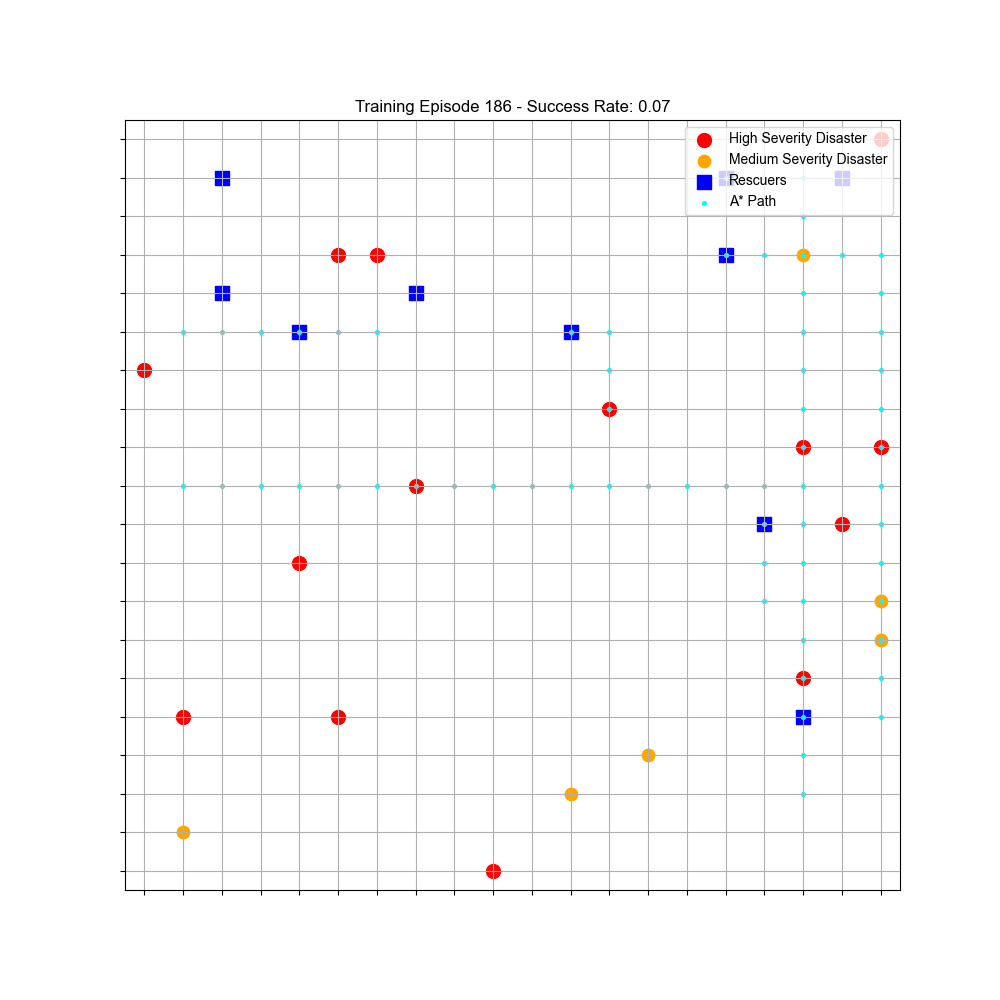 Training Episode 186 - Success Rate: 0.07
High Severity Disaster
Medium Severity Disaster
Rescuers
A* Path